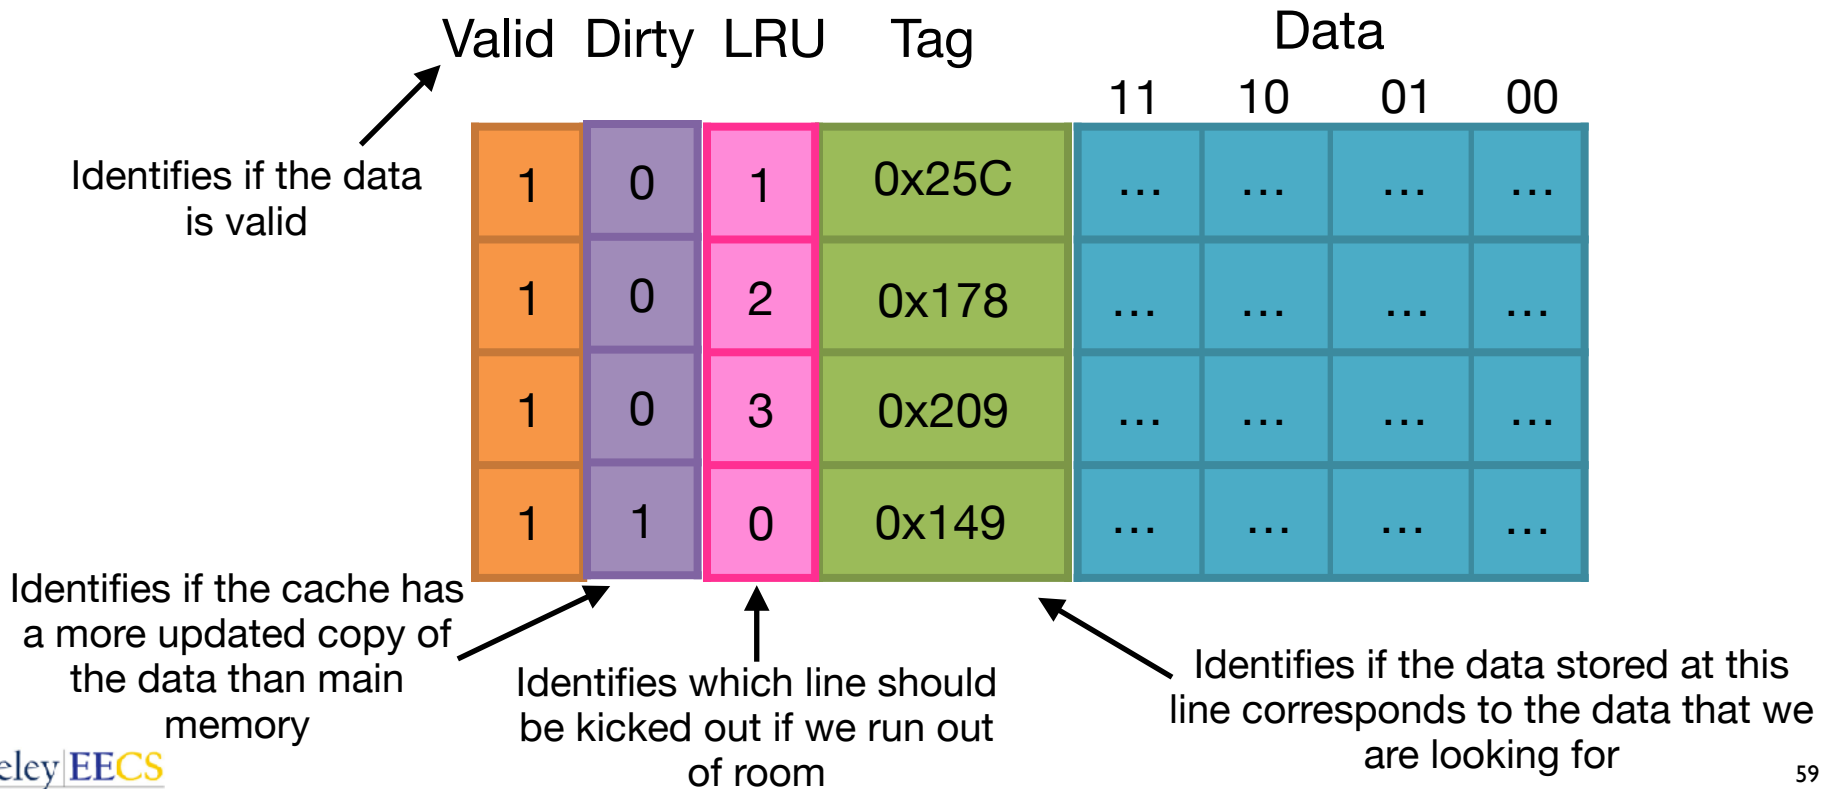 Valid Dirty LRU Tag Data
11 10 01 00
Identifies if the data
is valid
1 0 1 0x25C ... ... ... ...
1 0 2 0x178 ... ... ... ...
1 0 3 0x209 ... ... ... ...
1 1 0 0x149 ... ... ... ...
Identifies if the cache has
a more updated copy of
the data than main
memory
Identifies which line should
be kicked out if we run out
of room
Identifies if the data stored at this
line corresponds to the data that we
are looking for
eley EECS
59